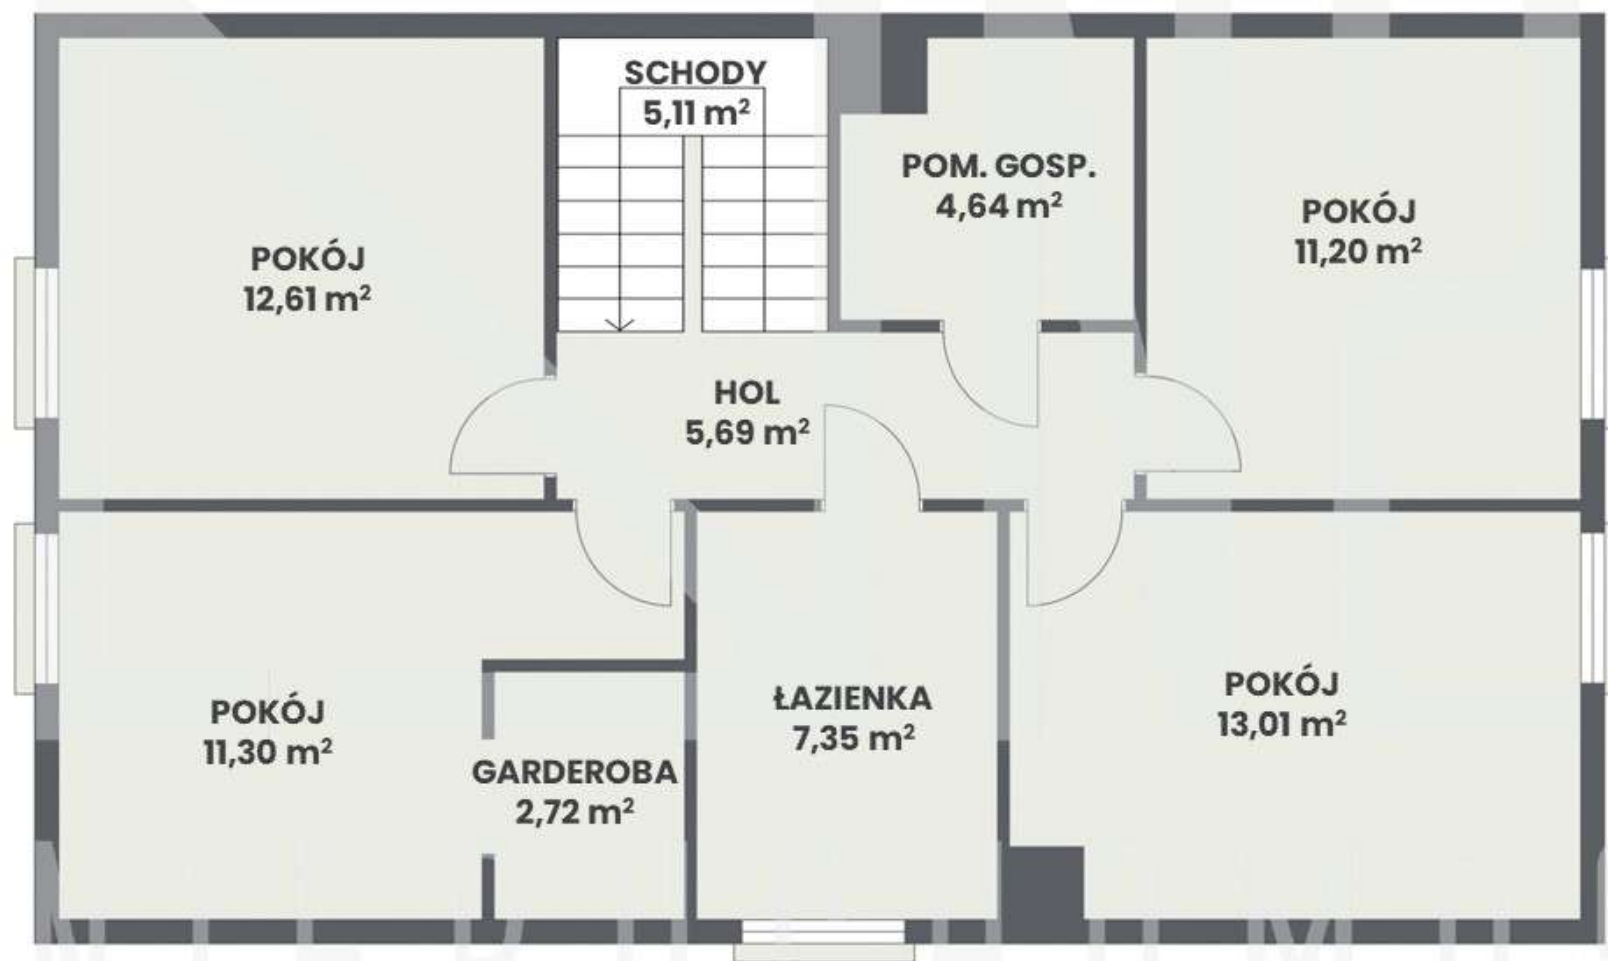 SCHODY
5,11 m²
POM. GOSP.
4,64 m²
POKÓJ
11,20 m²
POKÓJ
12,61 m²
HOL
5,69 m²
POKÓJ
11,30 m²
GARDEROBA
2,72 m²
ŁAZIENKA
7,35 m²
POKÓJ
13,01 m²